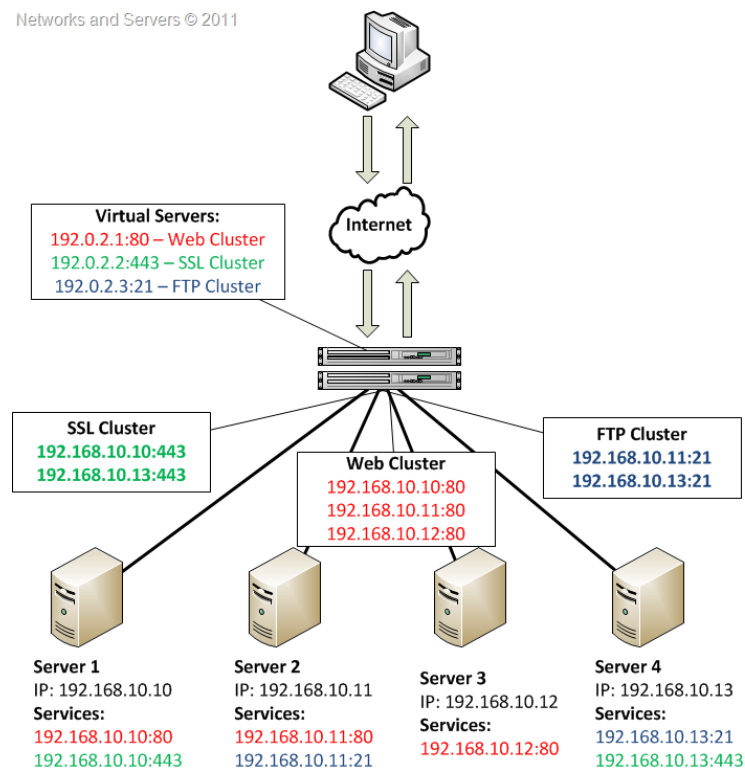 Networks and Servers © 2011
Internet
Virtual Servers:
192.0.2.1:80 – Web Cluster
192.0.2.2:443 – SSL Cluster
192.0.2.3:21 – FTP Cluster
SSL Cluster
192.168.10.10:443
192.168.10.13:443
Web Cluster
192.168.10.10:80
192.168.10.11:80
192.168.10.12:80
FTP Cluster
192.168.10.11:21
192.168.10.13:21
Server 1
IP: 192.168.10.10
Services:
192.168.10.10:80
192.168.10.10:443
Server 2
IP: 192.168.10.11
Services:
192.168.10.11:80
192.168.10.11:21
Server 3
IP: 192.168.10.12
Services:
192.168.10.12:80
Server 4
IP: 192.168.10.13
Services:
192.168.10.13:21
192.168.10.13:443